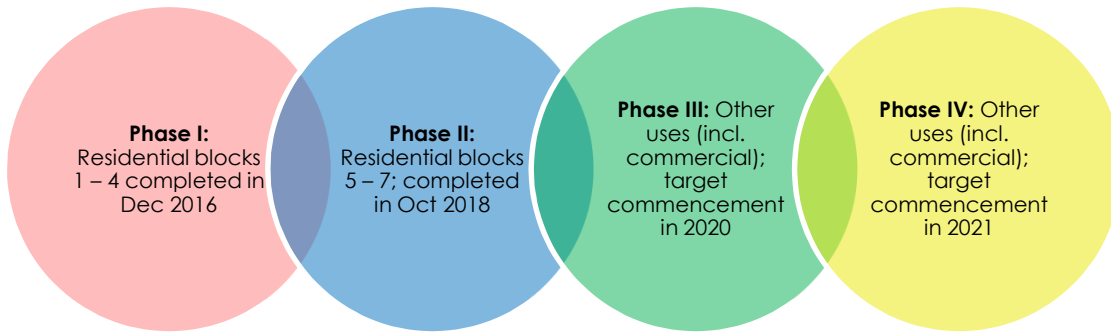 Phase I:
Residential blocks
1 – 4 completed in
Dec 2016
Phase II:
Residential blocks
5 – 7; completed
in Oct 2018
Phase III: Other
uses (incl.
commercial);
target
commencement
in 2020
Phase IV: Other
uses (incl.
commercial);
target
commencement
in 2021